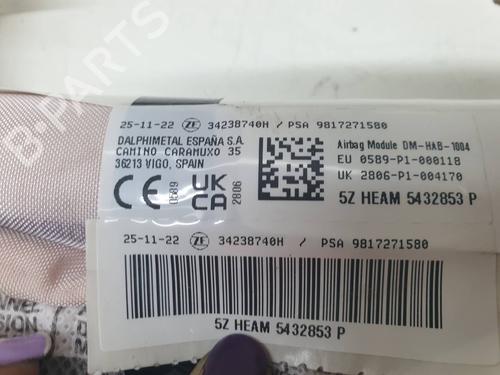 B-PARTS
25-11-22 ZF 34238740H / PSA 9817271580
DALPHIMETAL ESPAÑA S.A.
CAMINO CARAMUXO 35
36213 VIGO, SPAIN
Airbag Module DM-HAB-1004
EU 0589-P1-000118
UK 2806-P1-004170
CE 0589 UK CA 2806
5Z HEAM 5432853 P
25-11-22 ZF 34238740H / PSA 9817271580
5Z HEAM 5432853 P